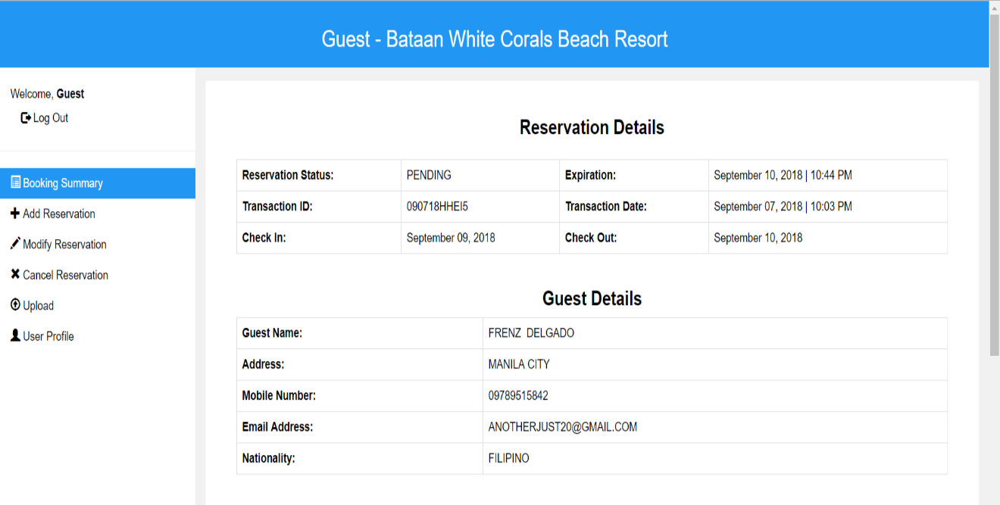 Guest - Bataan White Corals Beach Resort
Welcome, Guest
Log Out
Booking Summary
Add Reservation
Modify Reservation
Cancel Reservation
Upload
User Profile
Reservation Details
Reservation Status: PENDING Expiration: September 10, 2018 | 10:44 PM
Transaction ID: 090718HHEI5 Transaction Date: September 07, 2018 | 10:03 PM
Check In: September 09, 2018 Check Out: September 10, 2018
Guest Details
Guest Name: FRENZ DELGADO
Address: MANILA CITY
Mobile Number: 09789515842
Email Address: ANOTHERJUST20@GMAIL.COM
Nationality: FILIPINO